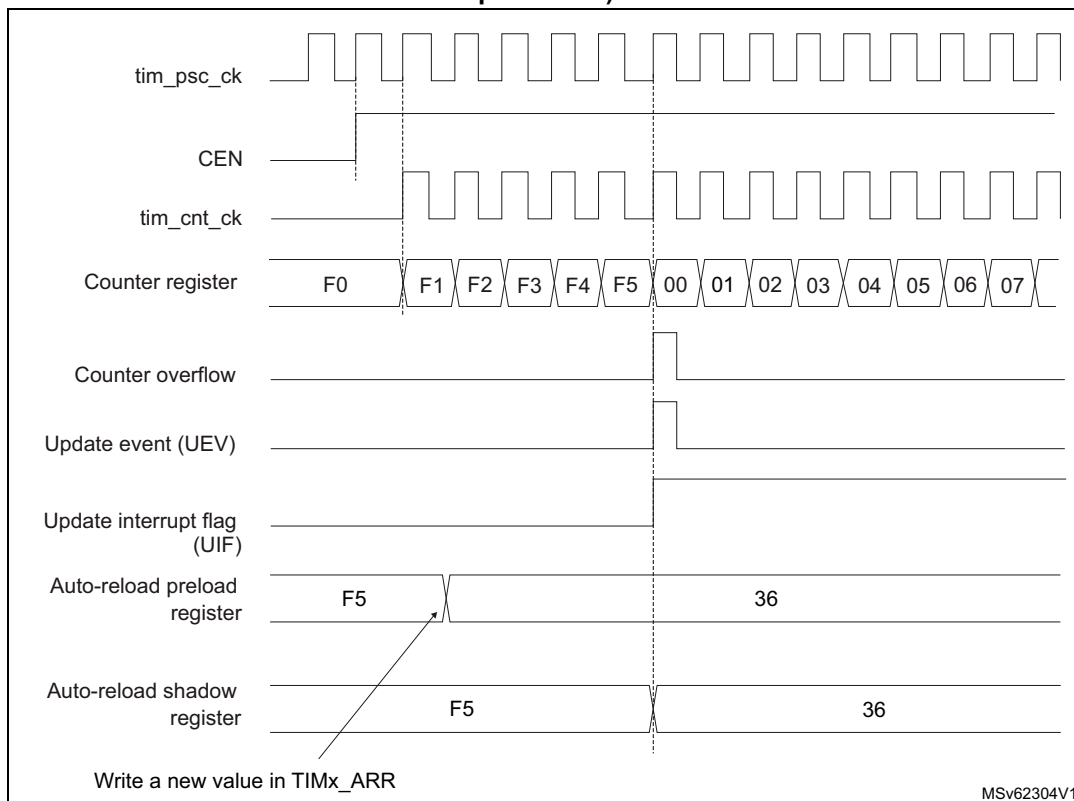 tim_psc_ck
CEN
tim_cnt_ck
Counter register
F0 F1 F2 F3 F4 F5 00 01 02 03 04 05 06 07
Counter overflow
Update event (UEV)
Update interrupt flag
(UIF)
Auto-reload preload
register
F5 36
Auto-reload shadow
register
F5 36
Write a new value in TIMx_ARR
MSv62304V1